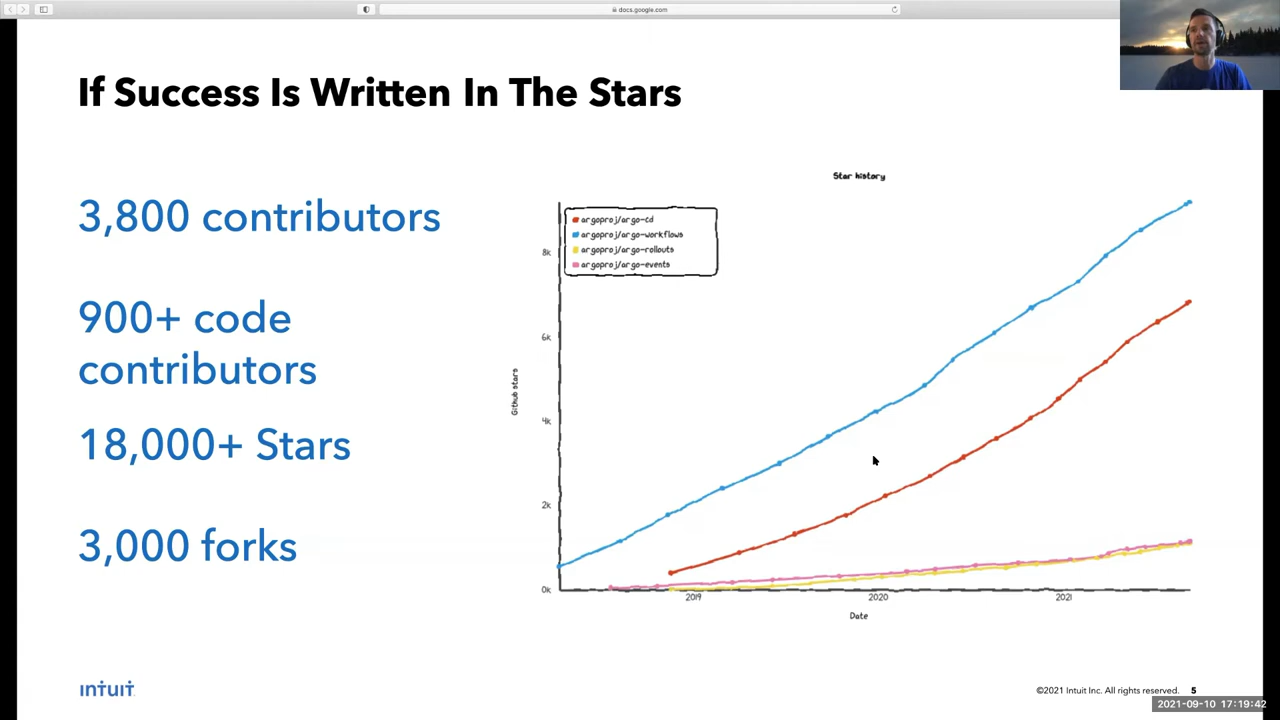 docs.google.com
If Success Is Written In The Stars
3,800 contributors
900+ code
contributors
18,000+ Stars
3,000 forks
Star history
argoproj/argo-cd
argoproj/argo-workflows
argoproj/argo-rollouts
argoproj/argo-events
8k
6k
4k
2k
0k
Github stars
2019
2020
2021
Date
intuit
©2021 Intuit Inc. All rights reserved.
5
2021-09-10 17:19:42